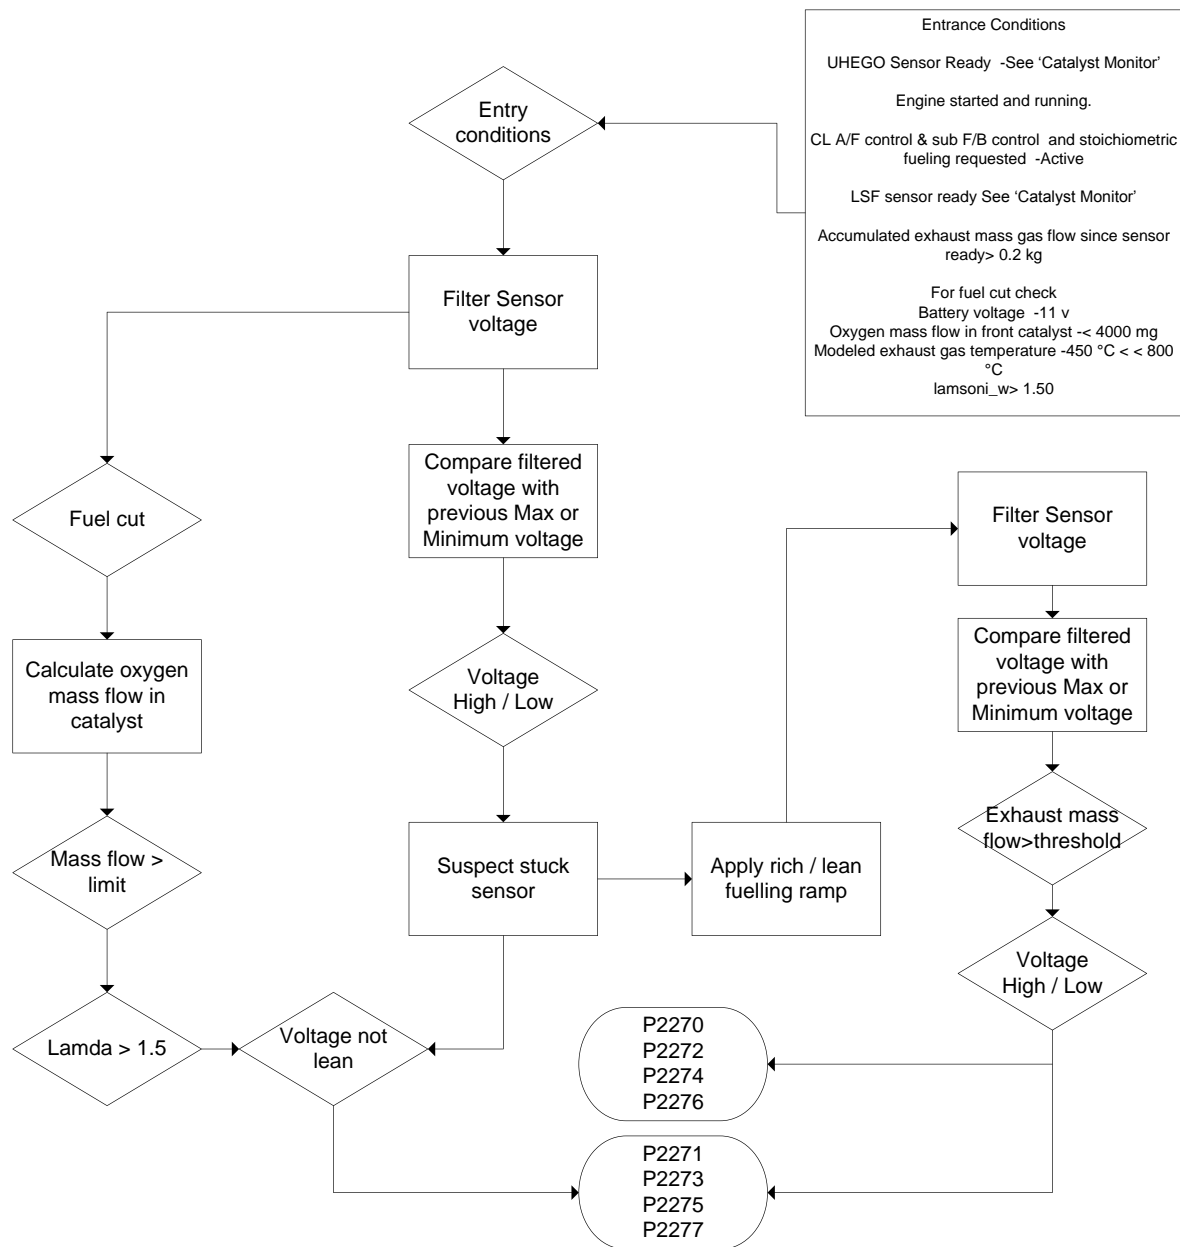 Entrance Conditions
UHEGO Sensor Ready -See ‘Catalyst Monitor’
Engine started and running.
CL A/F control & sub F/B control and stoichiometric
fueling requested -Active
LSF sensor ready See ‘Catalyst Monitor’
Accumulated exhaust mass gas flow since sensor
ready> 0.2 kg
For fuel cut check
Battery voltage -11 v
Oxygen mass flow in front catalyst -< 4000 mg
Modeled exhaust gas temperature -450 °C < < 800
°C
lamsoni_w> 1.50
Entry
conditions
Filter Sensor
voltage
Compare filtered
voltage with
previous Max or
Minimum voltage
Fuel cut
Filter Sensor
voltage
Calculate oxygen
mass flow in
catalyst
Voltage
High / Low
Compare filtered
voltage with
previous Max or
Minimum voltage
Mass flow >
limit
Suspect stuck
sensor
Apply rich / lean
fuelling ramp
Exhaust mass
flow>threshold
Voltage
High / Low
Lamda > 1.5
Voltage not
lean
P2270
P2272
P2274
P2276
P2271
P2273
P2275
P2277